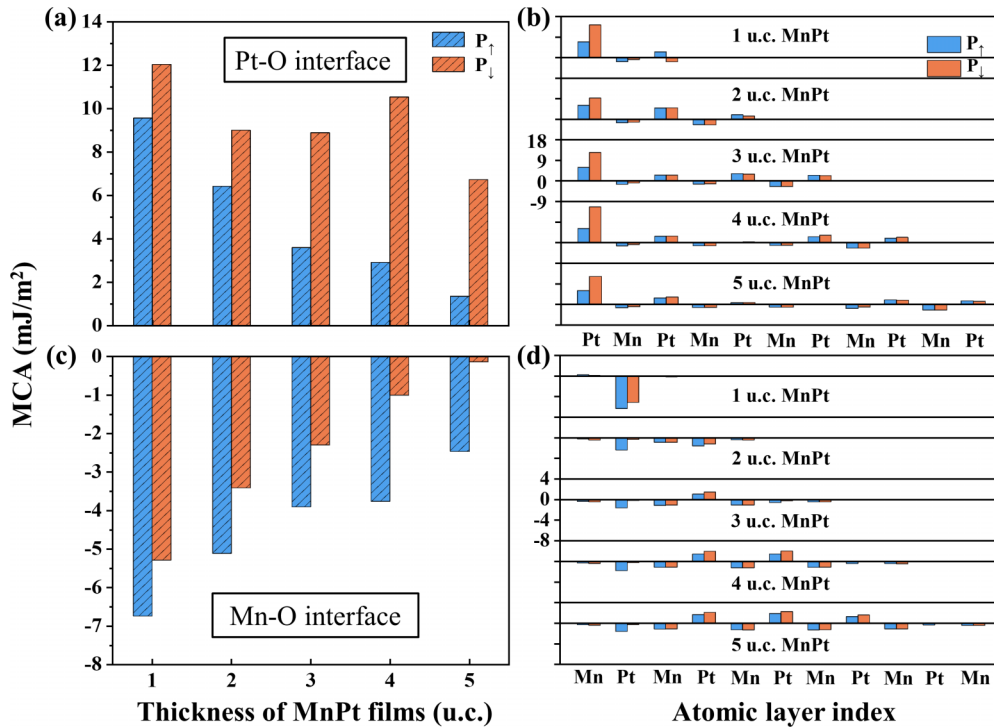 (a)
14
12
10
8
6
4
2
0
Pt-O interface
P↑
P↓
(b)
1 u.c. MnPt
P↑
P↓
2 u.c. MnPt
18
9
0
-9
3 u.c. MnPt
4 u.c. MnPt
5 u.c. MnPt
Pt Mn Pt Mn Pt Mn Pt Mn Pt Mn Pt
MCA (mJ/m²)
(c)
0
-1
-2
-3
-4
-5
-6
-7
-8
Mn-O interface
1 2 3 4 5
Thickness of MnPt films (u.c.)
(d)
1 u.c. MnPt
2 u.c. MnPt
4
0
-4
-8
3 u.c. MnPt
4 u.c. MnPt
5 u.c. MnPt
Mn Pt Mn Pt Mn Pt Mn Pt Mn Pt Mn
Atomic layer index